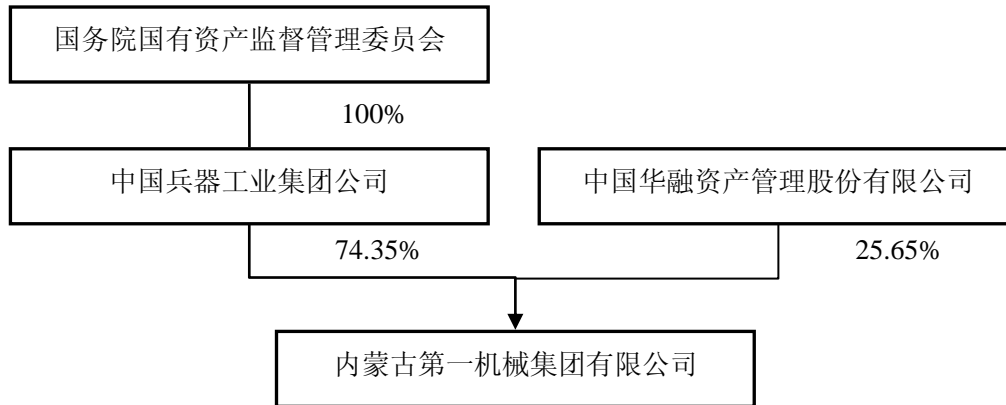 国务院国有资产监督管理委员会
100%
中国兵器工业集团公司
中国华融资产管理股份有限公司
74.35%
25.65%
内蒙古第一机械集团有限公司